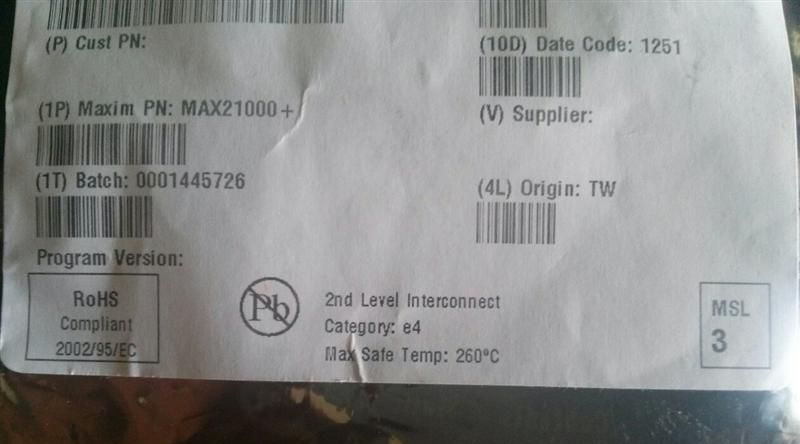 (P) Cust PN:
(10D) Date Code: 1251
(1P) Maxim PN: MAX21000+
(V) Supplier:
(1T) Batch: 0001445726
(4L) Origin: TW
Program Version:
RoHS
Compliant
2002/95/EC
Pb
2nd Level Interconnect
Category: e4
Max Safe Temp: 260ºC
MSL
3